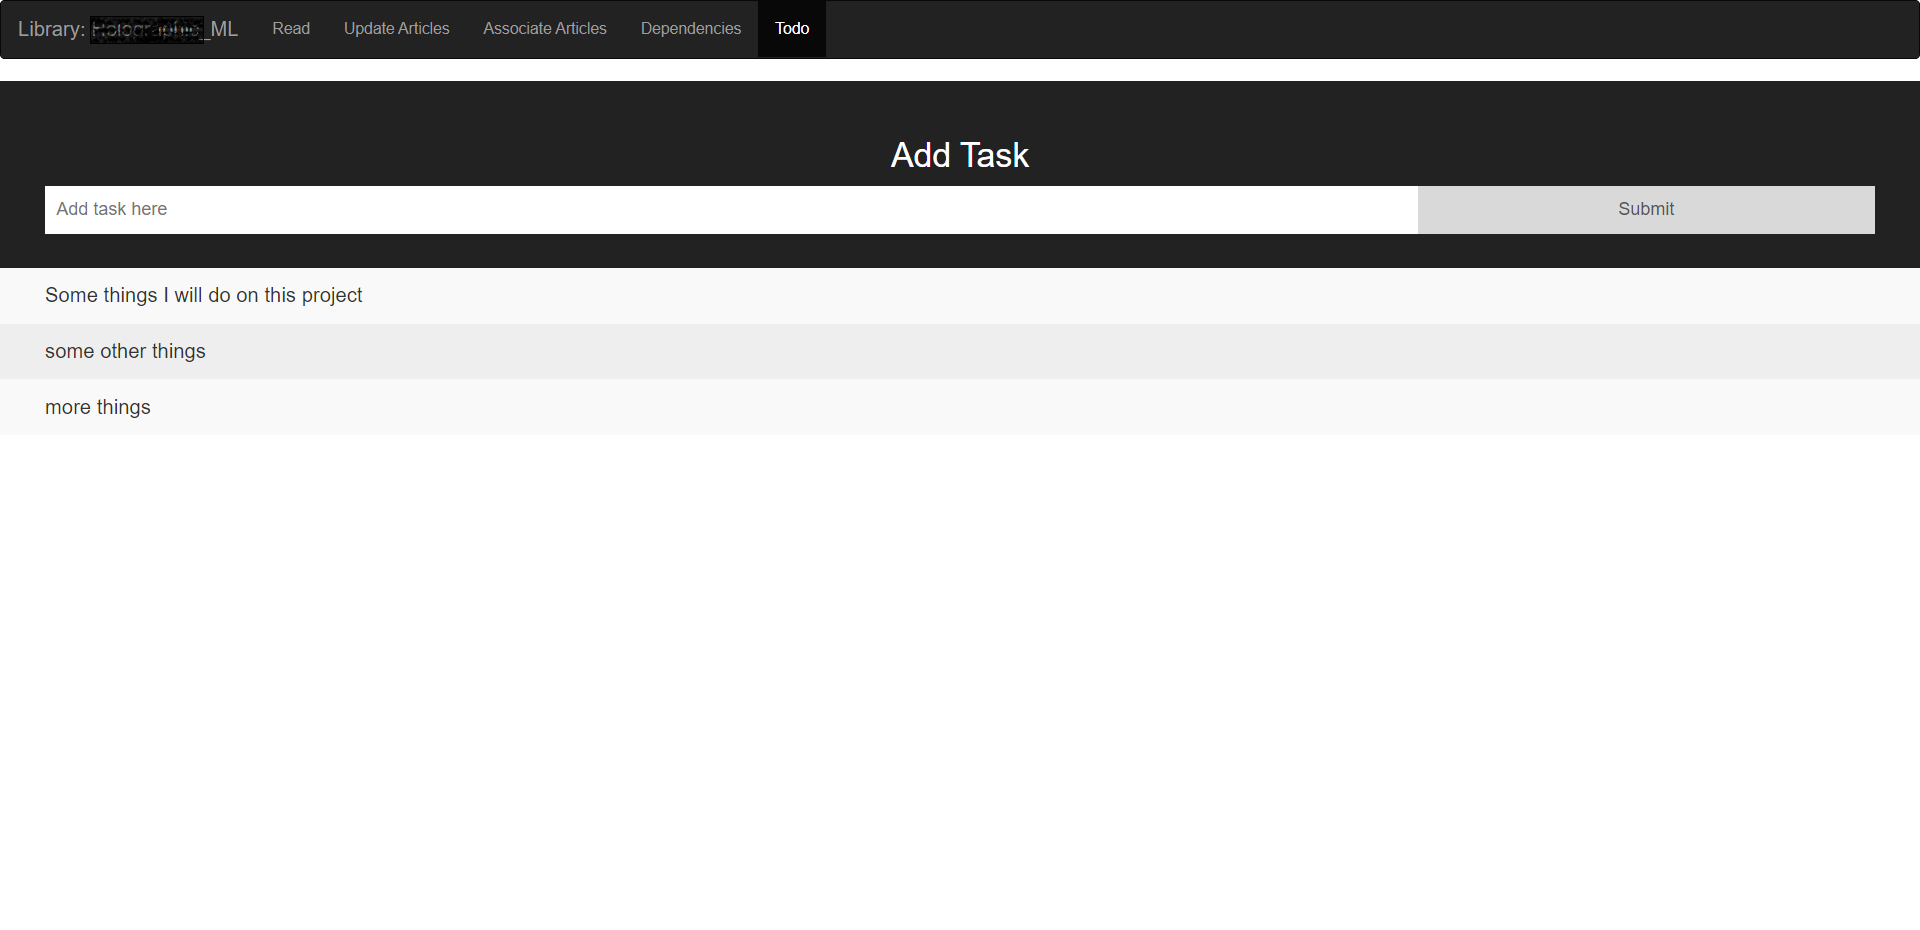 Library: _ML Read Update Articles Associate Articles Dependencies Todo
Add Task
Add task here Submit
Some things I will do on this project
some other things
more things